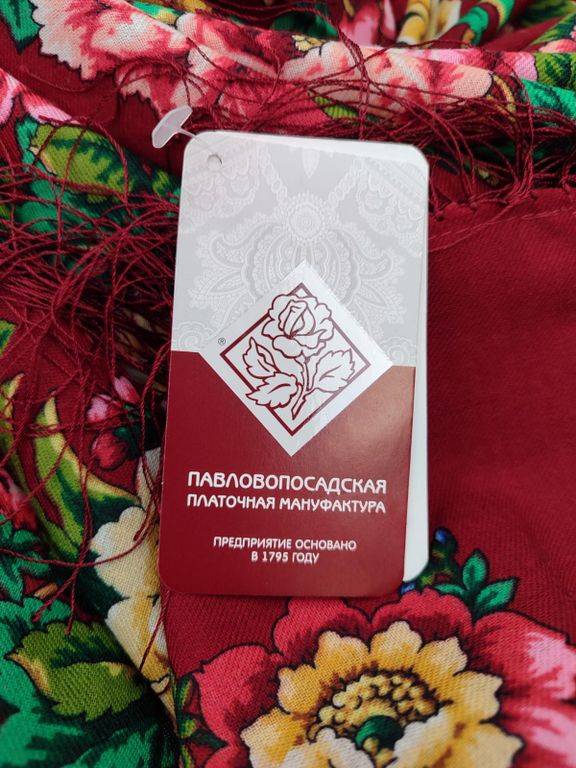 ®
ПАВЛОВОПОСАДСКАЯ
ПЛАТОЧНАЯ МАНУФАКТУРА
ПРЕДПРИЯТИЕ ОСНОВАНО
В 1795 ГОДУ